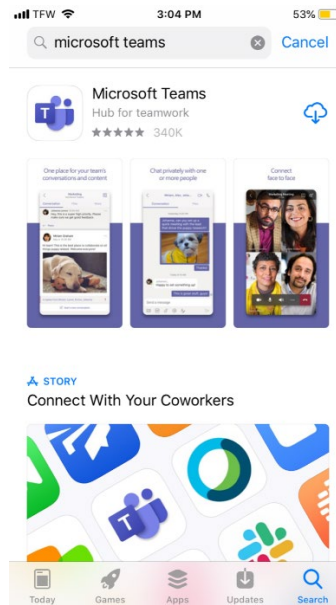 TFW 3:04 PM 53%
microsoft teams Cancel
Microsoft Teams
Hub for teamwork
340K
One place for your team's
conversations and content
Chat privately with one
or more people
Connect
face to face
STORY
Connect With Your Coworkers
T
Today Games Apps Updates Search